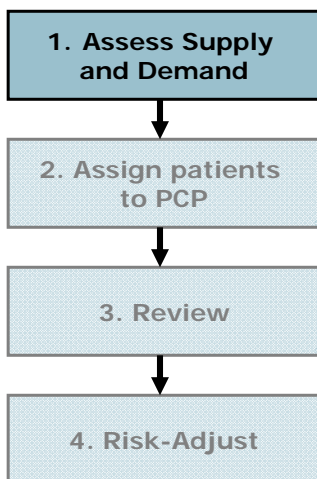 1. Assess Supply
and Demand
2. Assign patients
to PCP
3. Review
4. Risk-Adjust